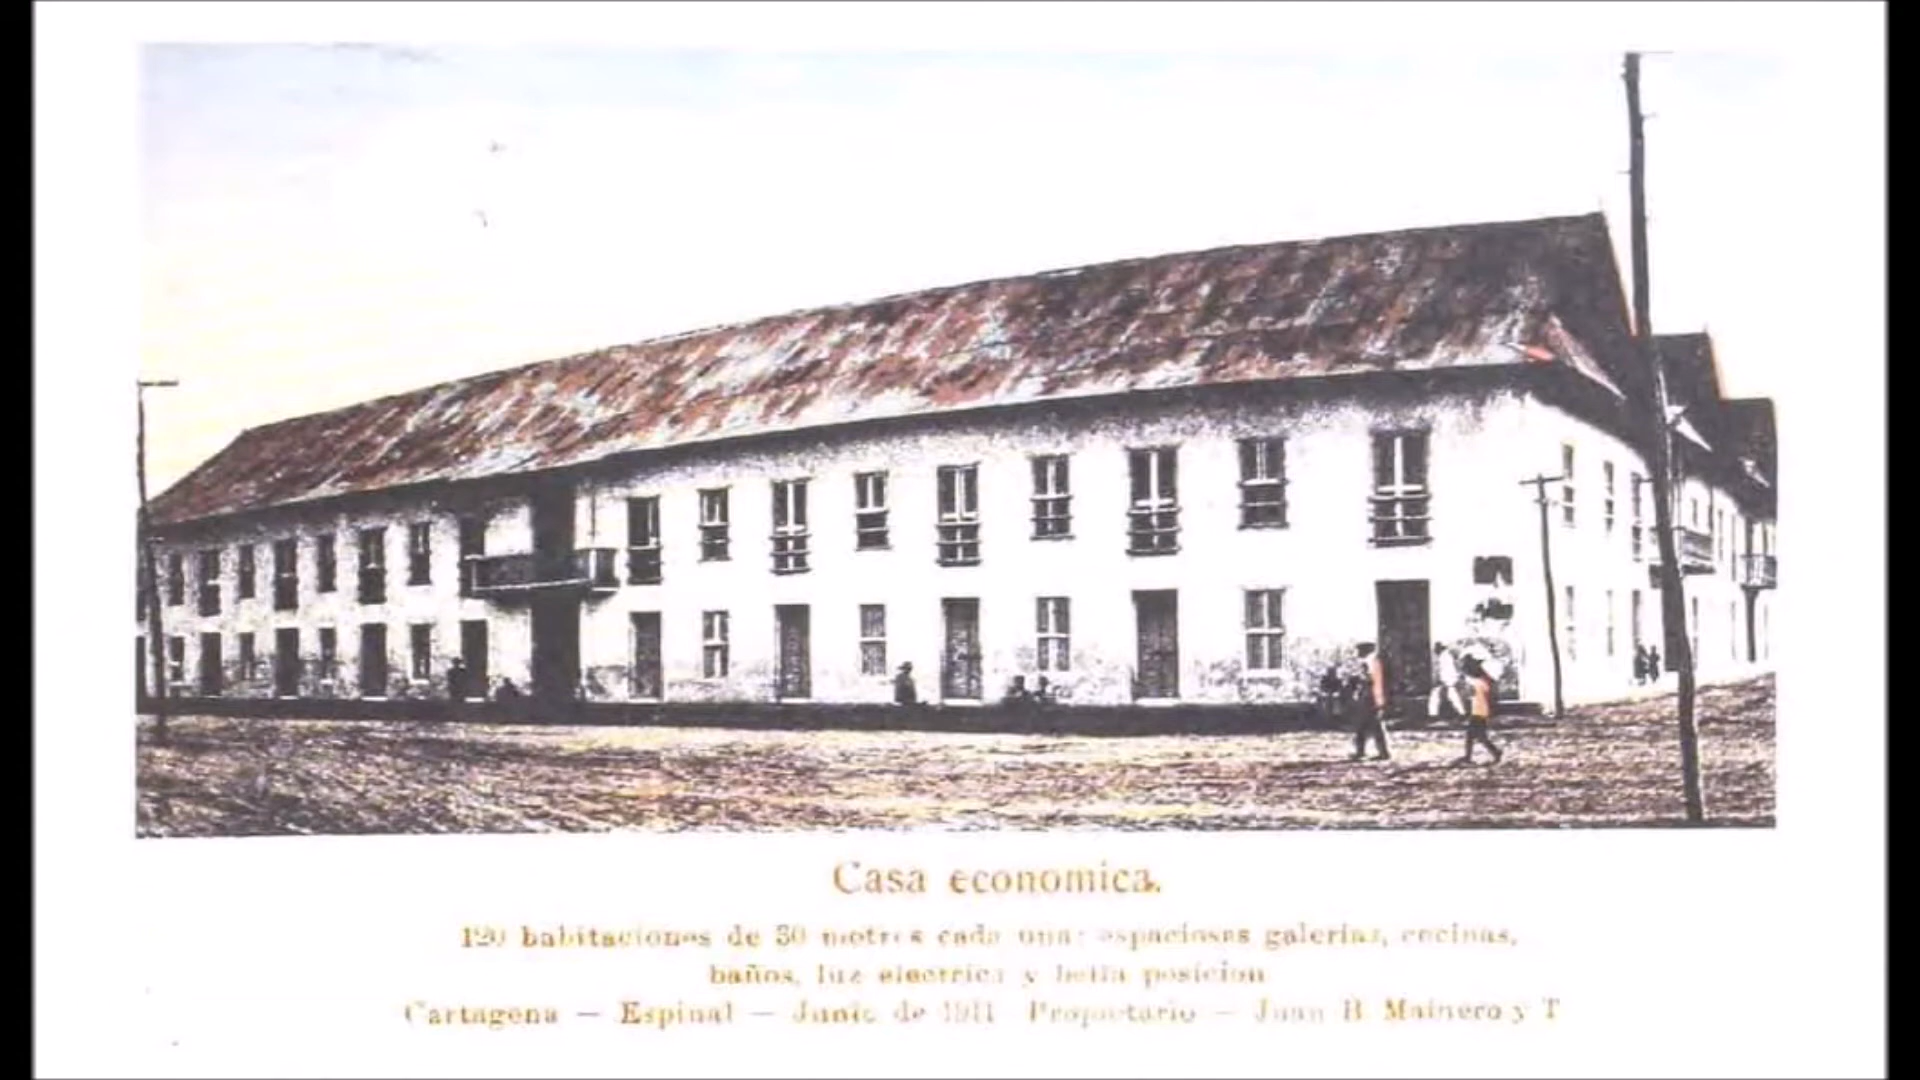 Casa economica.
120 habitaciones de 30 metros cada una: espaciosas galerias, cocinas,
baños, luz electrica y bella posicion
Cartagena — Espinal — Junio de 1911 Propietario — Juan B Mainero y T